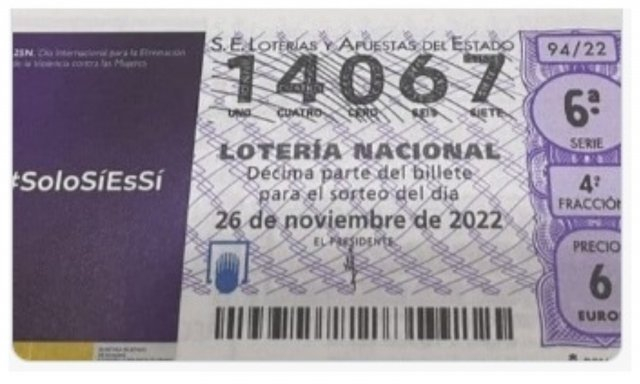 25N. Día Internacional para la Eliminación
de la Violencia contra las Mujeres
#SoloSíEsSí
S. E. LOTERÍAS Y APUESTAS DEL ESTADO
14067
UNO CUATRO CERO SEIS SIETE
LOTERÍA NACIONAL
Décima parte del billete
para el sorteo del día
26 de noviembre de 2022
EL PRESIDENTE
94/22
6ª
SERIE
4ª
FRACCIÓN
PRECIO
6
EURO